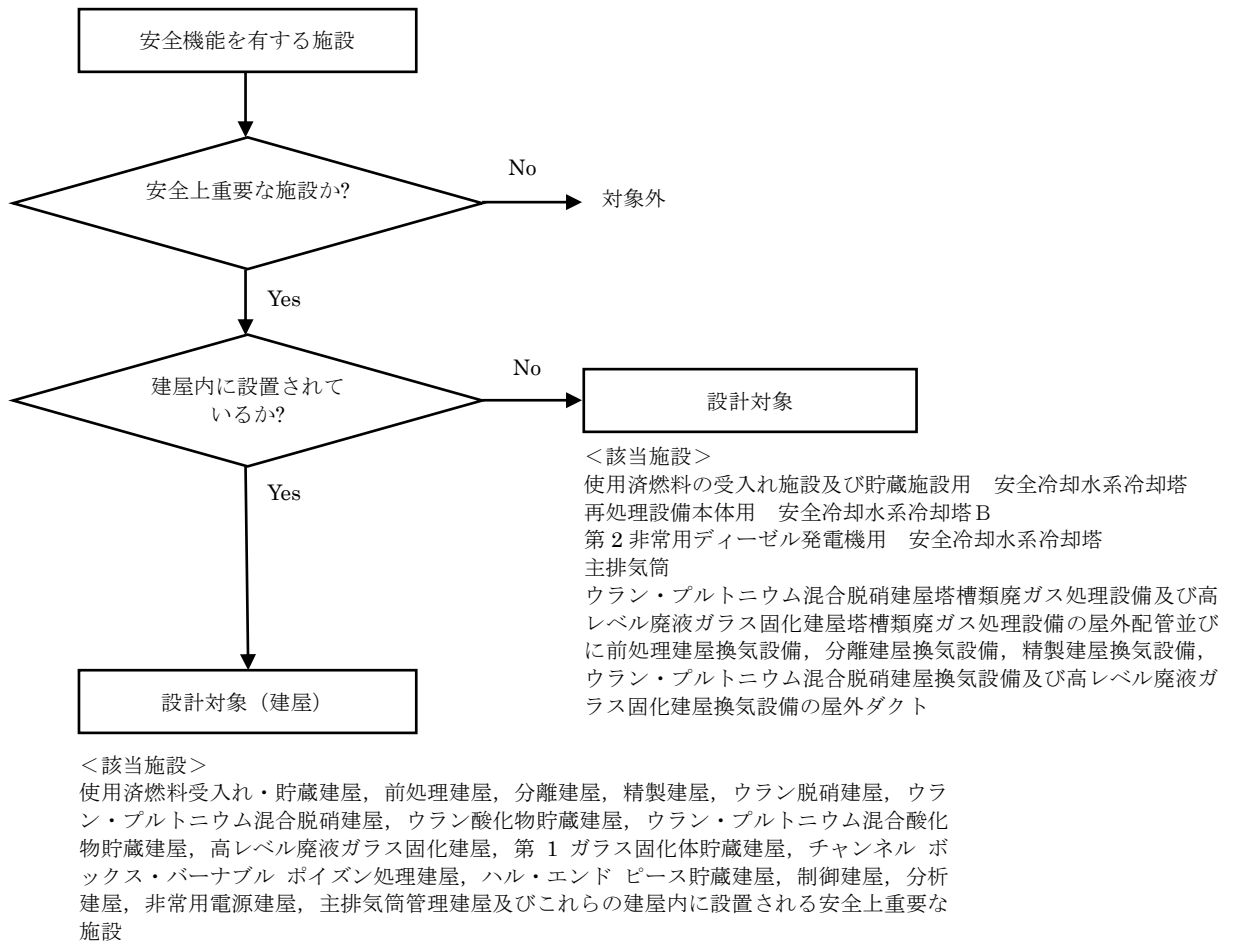 安全機能を有する施設
安全上重要な施設か?
No
対象外
Yes
建屋内に設置されて
いるか?
No
設計対象
<該当施設>
使用済燃料の受入れ施設及び貯蔵施設用　安全冷却水系冷却塔
再処理設備本体用　安全冷却水系冷却塔B
第2非常用ディーゼル発電機用　安全冷却水系冷却塔
主排気筒
ウラン・プルトニウム混合脱硝建屋塔槽類廃ガス処理設備及び高
レベル廃液ガラス固化建屋塔槽類廃ガス処理設備の屋外配管並び
に前処理建屋換気設備，分離建屋換気設備，精製建屋換気設備，
ウラン・プルトニウム混合脱硝建屋換気設備及び高レベル廃液ガ
ラス固化建屋換気設備の屋外ダクト
Yes
設計対象（建屋）
<該当施設>
使用済燃料受入れ・貯蔵建屋，前処理建屋，分離建屋，精製建屋，ウラン脱硝建屋，ウラ
ン・プルトニウム混合脱硝建屋，ウラン酸化物貯蔵建屋，ウラン・プルトニウム混合酸化
物貯蔵建屋，高レベル廃液ガラス固化建屋，第 1 ガラス固化体貯蔵建屋，チャンネル ボ
ックス・バーナブル ポイズン処理建屋，ハル・エンド ピース貯蔵建屋，制御建屋，分析
建屋，非常用電源建屋，主排気筒管理建屋及びこれらの建屋内に設置される安全上重要な
施設